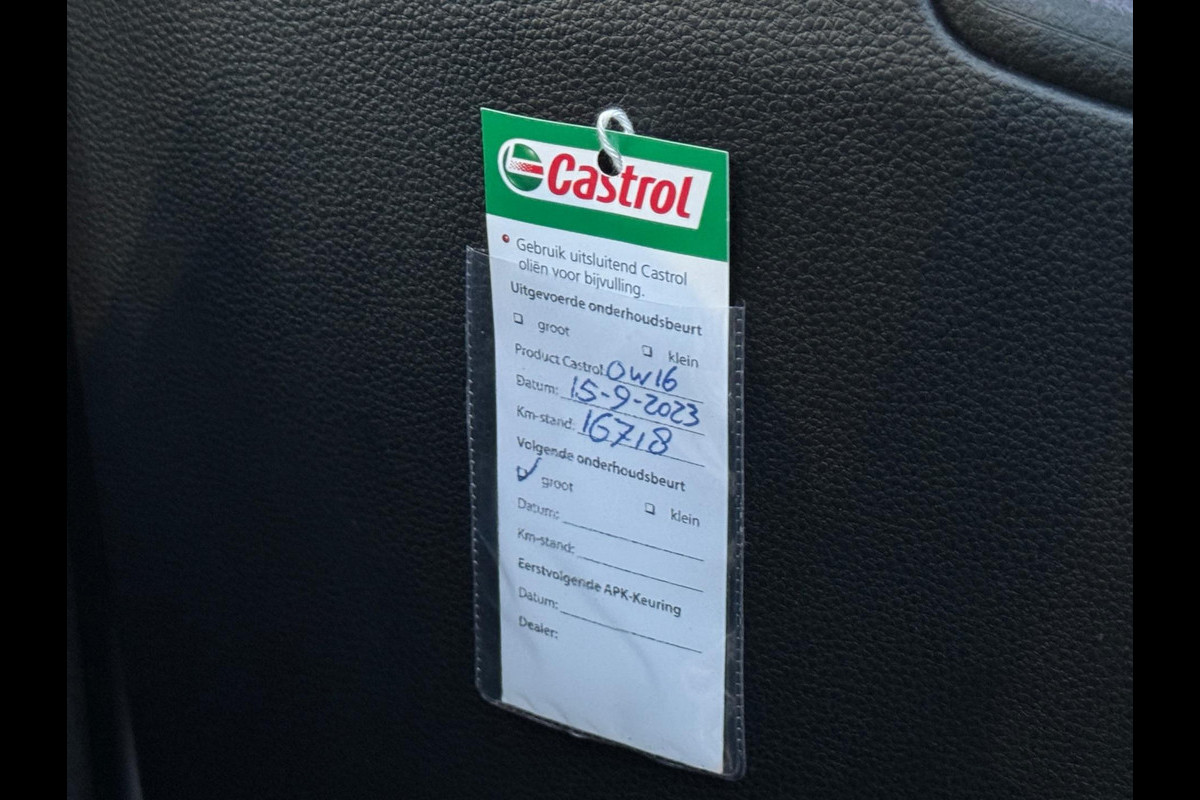 Castrol
Gebruik uitsluitend Castrol
oliën voor bijvulling.
Uitgevoerde onderhoudsbeurt
groot klein
Product Castrol: 0W16
Datum: 15-9-2023
Km-stand: 16718
Volgende onderhoudsbeurt
groot klein
Datum:
Km-stand:
Eerstvolgende APK-Keuring
Datum:
Dealer: